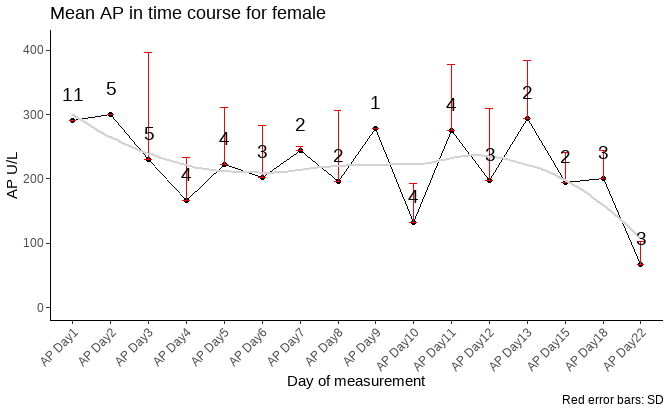 Mean AP in time course for female
AP U/L
400
300
200
100
0
11
5
5
4
4
3
2
2
1
4
4
3
2
2
3
3
AP Day1
AP Day2
AP Day3
AP Day4
AP Day5
AP Day6
AP Day7
AP Day8
AP Day9
AP Day10
AP Day11
AP Day12
AP Day13
AP Day15
AP Day18
AP Day22
Day of measurement
Red error bars: SD